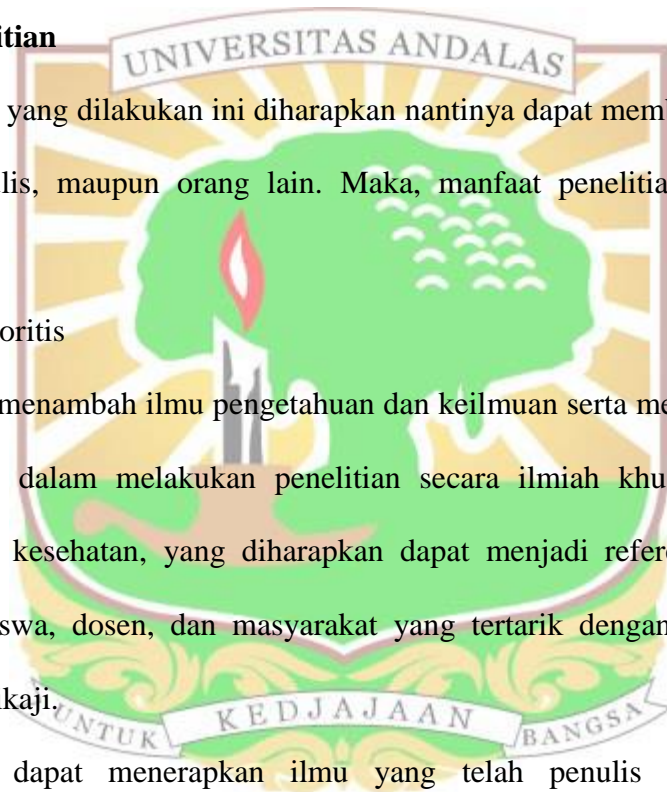 itian
UNIVERSITAS ANDALAS
yang dilakukan ini diharapkan nantinya dapat mem
lis, maupun orang lain. Maka, manfaat penelitia
oritis
menambah ilmu pengetahuan dan keilmuan serta me
dalam melakukan penelitian secara ilmiah khu
kesehatan, yang diharapkan dapat menjadi refer
swa, dosen, dan masyarakat yang tertarik dengan
kaji.
UNTUK KEDJAJAAN BANGSA
dapat menerapkan ilmu yang telah penulis